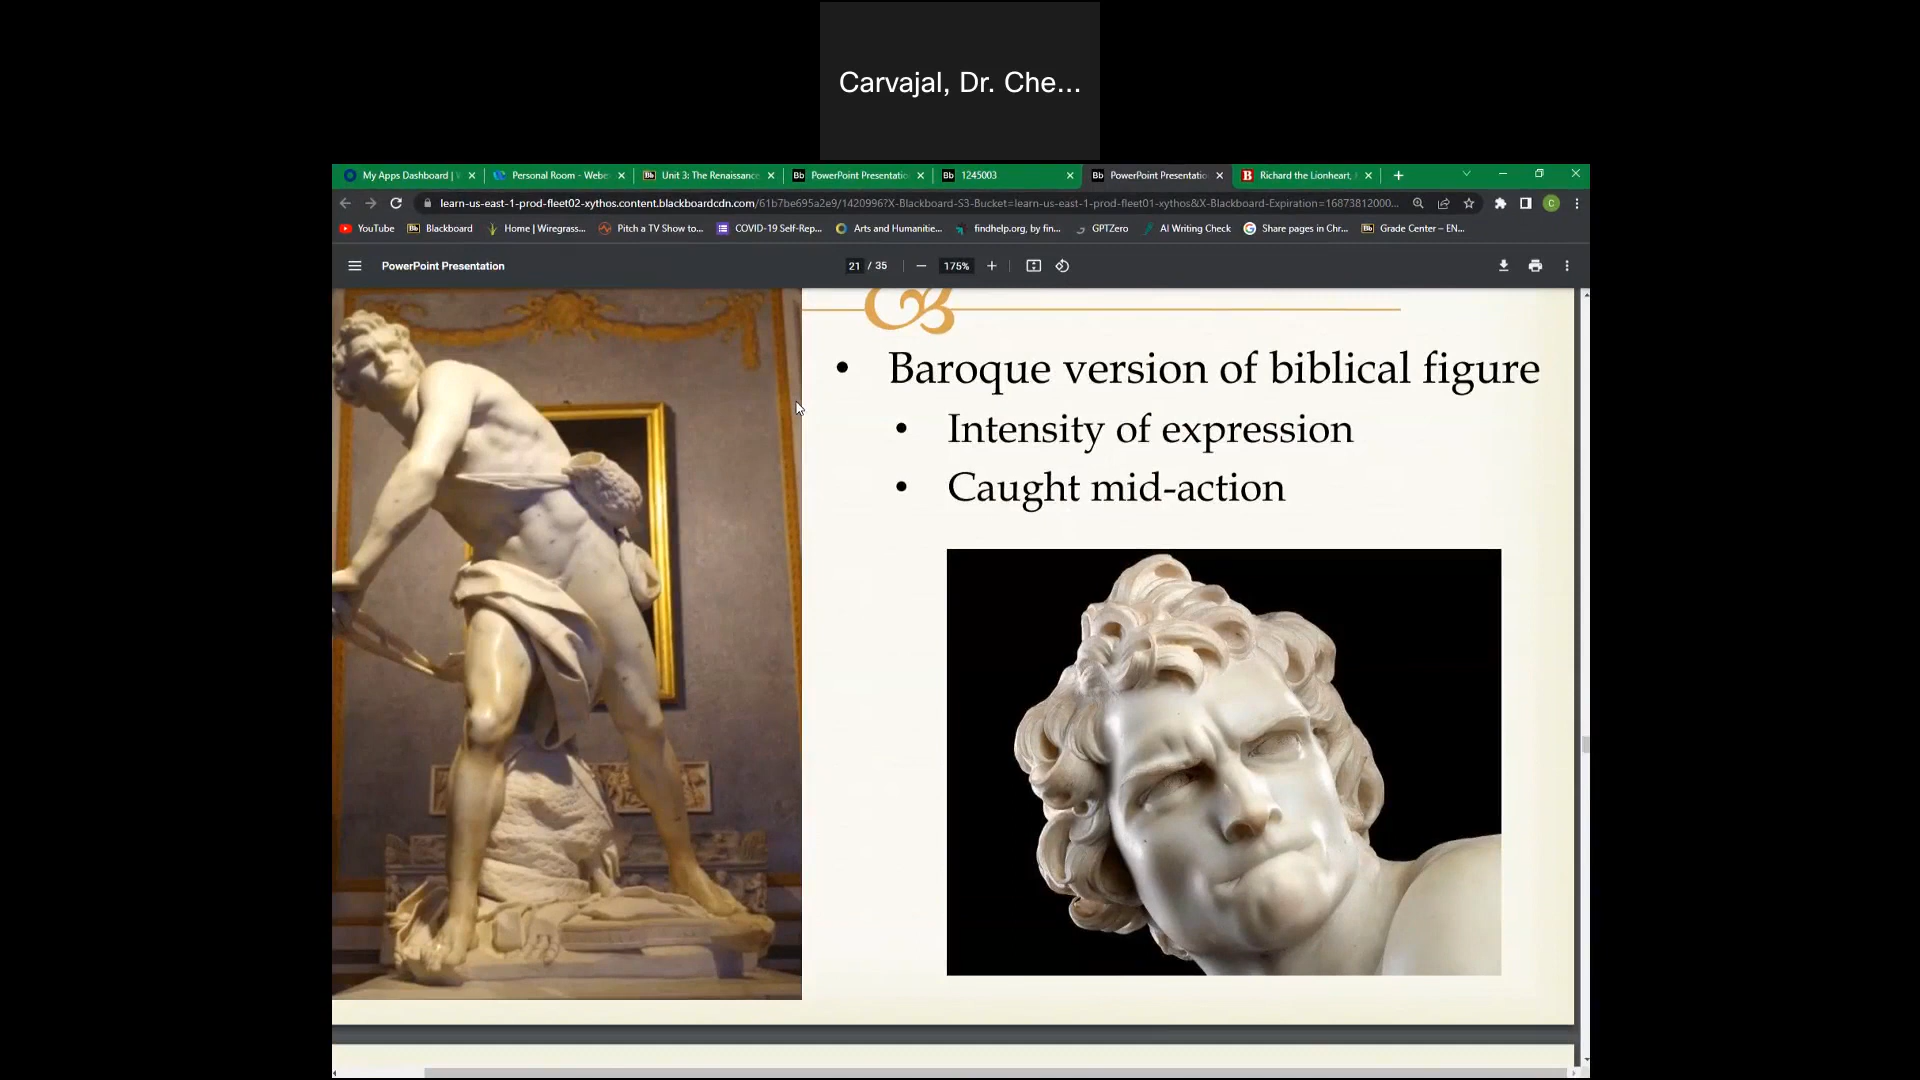 Carvajal, Dr. Che...
My Apps Dashboard |
Personal Room - Webe
Unit 3: The Renaissance
PowerPoint Presentatio
1245003
PowerPoint Presentatio
Richard the Lionheart,
learn-us-east-1-prod-fleet02-xythos.content.blackboardcdn.com/61b7be695a2e9/1420996?X-Blackboard-S3-Bucket=learn-us-east-1-prod-fleet01-xythos&X-Blackboard-Expiration=16873812000...
YouTube
Blackboard
Home | Wiregrass...
Pitch a TV Show to...
COVID-19 Self-Rep...
Arts and Humanitie...
findhelp.org, by fin...
GPTZero
AI Writing Check
Share pages in Chr...
Grade Center – EN...
PowerPoint Presentation
21 / 35
175%
• Baroque version of biblical figure
• Intensity of expression
• Caught mid-action